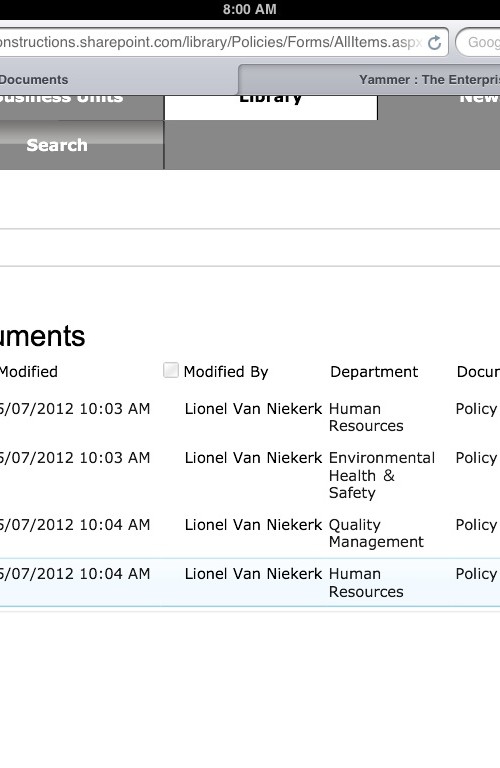 8:00 AM
onstructions.sharepoint.com/library/Policies/Forms/AllItems.aspx Goog
Documents Yammer : The Enterpris
Business Units Library New
Search
uments
Modified Modified By Department Docum
5/07/2012 10:03 AM Lionel Van Niekerk Human Resources Policy
5/07/2012 10:03 AM Lionel Van Niekerk Environmental Health & Safety Policy
5/07/2012 10:04 AM Lionel Van Niekerk Quality Management Policy
5/07/2012 10:04 AM Lionel Van Niekerk Human Resources Policy